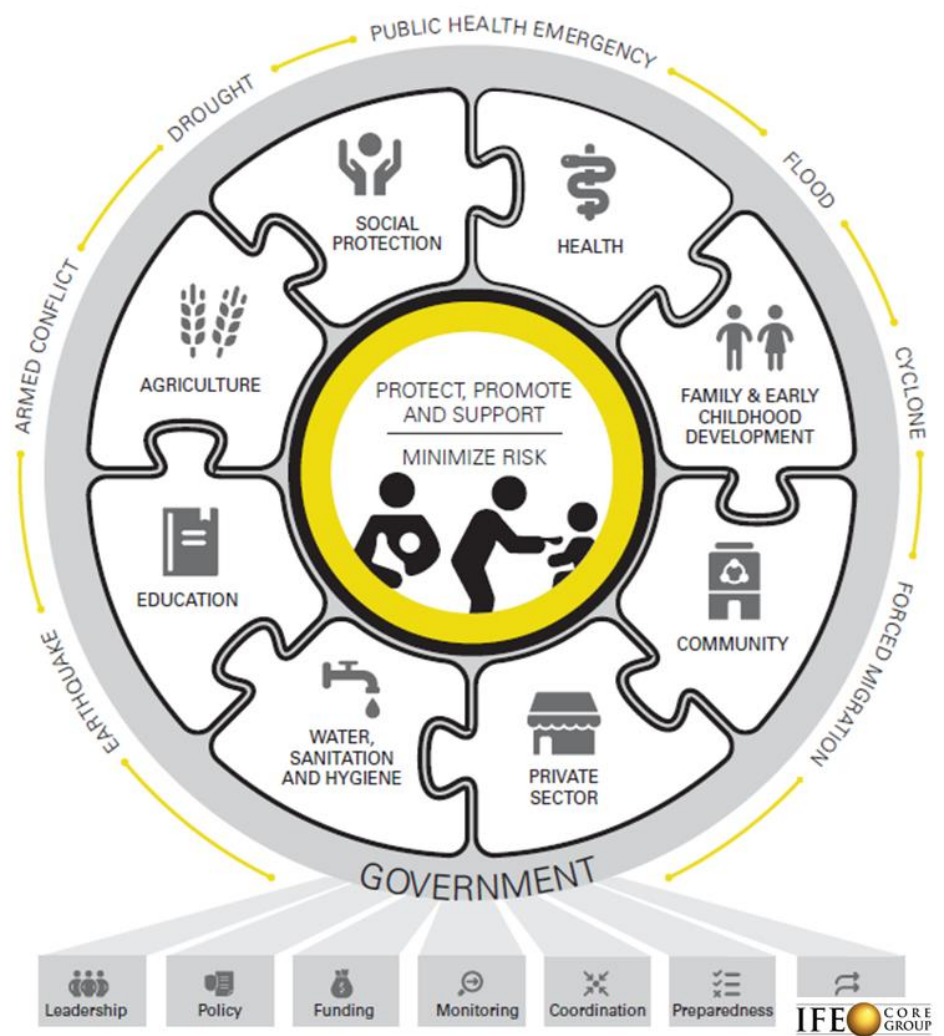 PUBLIC HEALTH EMERGENCY
DROUGHT
FLOOD
ARMED CONFLICT
CYCLONE
EARTHQUAKE
FORCED MIGRATION
SOCIAL
PROTECTION
HEALTH
AGRICULTURE
FAMILY & EARLY
CHILDHOOD
DEVELOPMENT
PROTECT, PROMOTE
AND SUPPORT
MINIMIZE RISK
EDUCATION
COMMUNITY
WATER,
SANITATION
AND HYGIENE
PRIVATE
SECTOR
GOVERNMENT
Leadership
Policy
Funding
Monitoring
Coordination
Preparedness
IFE CORE
GROUP